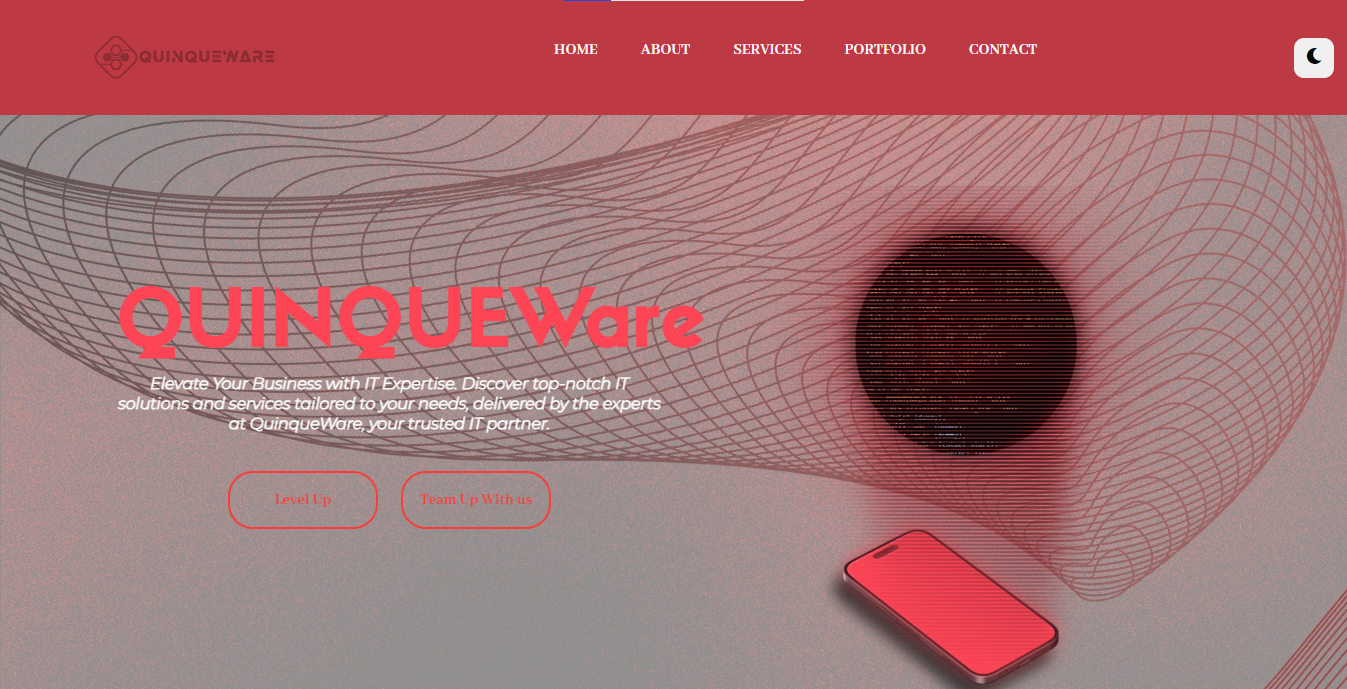 QUINQUEWARE
HOME ABOUT SERVICES PORTFOLIO CONTACT
QUINQUEWare
Elevate Your Business with IT Expertise. Discover top-notch IT
solutions and services tailored to your needs, delivered by the experts
at QuinqueWare, your trusted IT partner.
Level Up Team Up With us